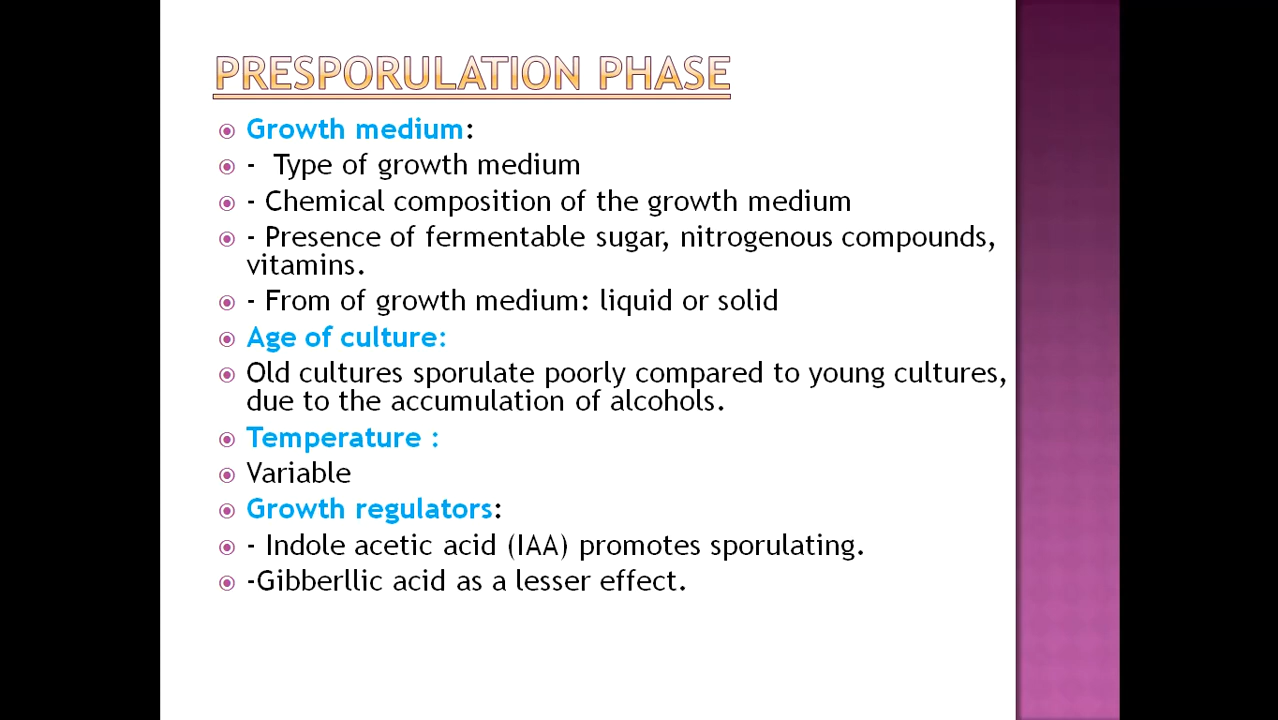 PRESPORULATION PHASE
Growth medium:
- Type of growth medium
- Chemical composition of the growth medium
- Presence of fermentable sugar, nitrogenous compounds,
vitamins.
- From of growth medium: liquid or solid
Age of culture:
Old cultures sporulate poorly compared to young cultures,
due to the accumulation of alcohols.
Temperature :
Variable
Growth regulators:
- Indole acetic acid (IAA) promotes sporulating.
-Gibberllic acid as a lesser effect.